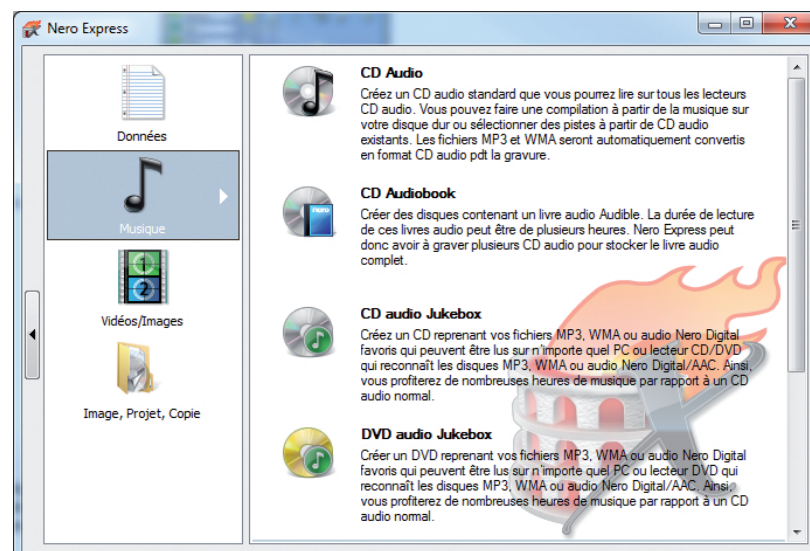 Nero Express
Données
Musique
Vidéos/Images
Image, Projet, Copie
CD Audio
Créez un CD audio standard que vous pourrez lire sur tous les lecteurs
CD audio. Vous pouvez faire une compilation à partir de la musique sur
votre disque dur ou sélectionner des pistes à partir de CD audio
existants. Les fichiers MP3 et WMA seront automatiquement convertis
en format CD audio pdt la gravure.
CD Audiobook
nero
Créer des disques contenant un livre audio Audible. La durée de lecture
de ces livres audio peut être de plusieurs heures. Nero Express peut
donc avoir à graver plusieurs CD audio pour stocker le livre audio
complet.
CD audio Jukebox
Créez un CD reprenant vos fichiers MP3, WMA ou audio Nero Digital
favoris qui peuvent être lus sur n'importe quel PC ou lecteur CD/DVD
qui reconnaît les disques MP3, WMA ou audio Nero Digital/AAC. Ainsi,
vous profiterez de nombreuses heures de musique par rapport à un CD
audio normal.
DVD audio Jukebox
Créer un DVD reprenant vos fichiers MP3, WMA ou audio Nero Digital
favoris qui peuvent être lus sur n'importe quel PC ou lecteur DVD qui
reconnaît les disques MP3, WMA ou audio Nero Digital/AAC. Ainsi,
vous profiterez de nombreuses heures de musique par rapport à un CD
audio normal.
1
2